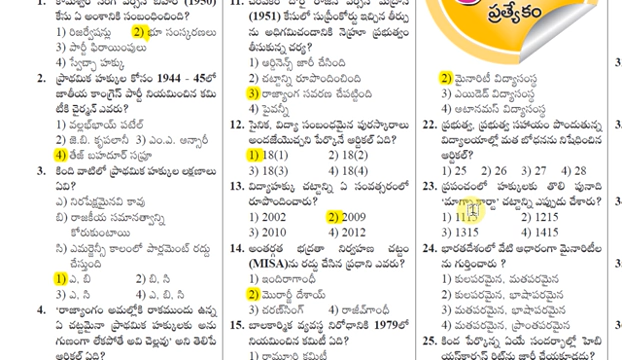 1. కామేశ్వర్ సింగ్ వర్సెస్ బిహార్ (1950)
కేసు ఏ అంశానికి సంబంధించింది?
1) రిజర్వేషన్లు 2) భూ సంస్కరణలు
3) పార్టీ ఫిరాయింపులు
4) స్వేచ్ఛా హక్కు
2. ప్రాథమిక హక్కుల కోసం 1944 - 45లో
జాతీయ కాంగ్రెస్ పార్టీ నియమించిన కమి
టీకి చైర్మన్ ఎవరు?
1) వల్లభ్‌భాయ్ పటేల్
2) జె.బి. కృపలానీ 3) ఎం.ఎ. అన్సారీ
4) తేజ్ బహదూర్ సప్రూ
3. కింది వాటిలో ప్రాథమిక హక్కుల లక్షణాలు
ఏవి?
ఎ) నిరపేక్షమైనవి కావు
బి) రాజకీయ సమానత్వాన్ని
కోరుకుంటాయి
సి) ఎమర్జెన్సీ కాలంలో పార్లమెంట్ రద్దు
చేస్తుంది
1) ఎ, బి 2) బి, సి
3) ఎ, సి 4) ఎ, బి, సి
4. 'రాజ్యాంగం అమల్లోకి రాకముందు ఉన్న
ఏ చట్టమైనా ప్రాథమిక హక్కులకు అను
గుణంగా లేకపోతే అవి చెల్లవు' అని తెలిపే
ఆర్టికల్ ఏది?
11. చంపకం దొరై రాజన్ వర్సెస్ మద్రాస్
(1951) కేసులో సుప్రీంకోర్టు ఇచ్చిన తీర్పు
ను అధిగమించడానికి నెహ్రూ ప్రభుత్వం
తీసుకున్న చర్య?
1) ఆర్డినెన్స్ జారీ చేసింది
2) చట్టాన్ని రూపొందించింది
3) రాజ్యాంగ సవరణ చేపట్టింది
4) పైవన్నీ
12. సైనిక, విద్యా సంబంధమైన పురస్కారాలు
అందజేయొచ్చని పేర్కొనే ఆర్టికల్ ఏది?
1) 18(1) 2) 18(2)
3) 18(3) 4) 18(4)
13. విద్యాహక్కు చట్టాన్ని ఏ సంవత్సరంలో
రూపొందించారు?
1) 2002 2) 2009
3) 2010 4) 2012
14. అంతర్గత భద్రతా నిర్వహణ చట్టం
(MISA)ను రద్దు చేసిన ప్రధాని ఎవరు?
1) ఇందిరాగాంధీ
2) మొరార్జీ దేశాయ్
3) చరణ్‌సింగ్ 4) రాజీవ్‌గాంధీ
15. బాలకార్మిక వ్యవస్థ నిరోధానికి 1979లో
నియమించిన కమిటీ ఏది?
1) రామ్మూర్తి కమిటీ
ప్రత్యేకం
2) మైనారిటీ విద్యాసంస్థ
3) ఎయిడెడ్ విద్యాసంస్థ
4) అటానమస్ విద్యాసంస్థ
22. ప్రభుత్వ, ప్రభుత్వ సహాయం పొందుతున్న
విద్యాలయాల్లో మత బోధనను నిషేధించిన
ఆర్టికల్?
1) 25 2) 26 3) 27 4) 28
23. ప్రపంచంలో హక్కులకు తొలి పునాది
'మాగ్నా కార్టా' చట్టాన్ని ఎప్పుడు చేశారు?
1) 1115 2) 1215
3) 1315 4) 1415
24. భారతదేశంలో వేటి ఆధారంగా మైనారిటీల
ను గుర్తించారు ?
1) కులపరమైన, మతపరమైన
2) కులపరమైన, భాషాపరమైన
3) మతపరమైన, భాషాపరమైన
4) మతపరమైన, ప్రాంతపరమైన
25. కింద పేర్కొన్న ఏయే సందర్భాల్లో హెబి
యస్‌కార్పస్ రిట్‌ను జారీ చేయకూడదు?